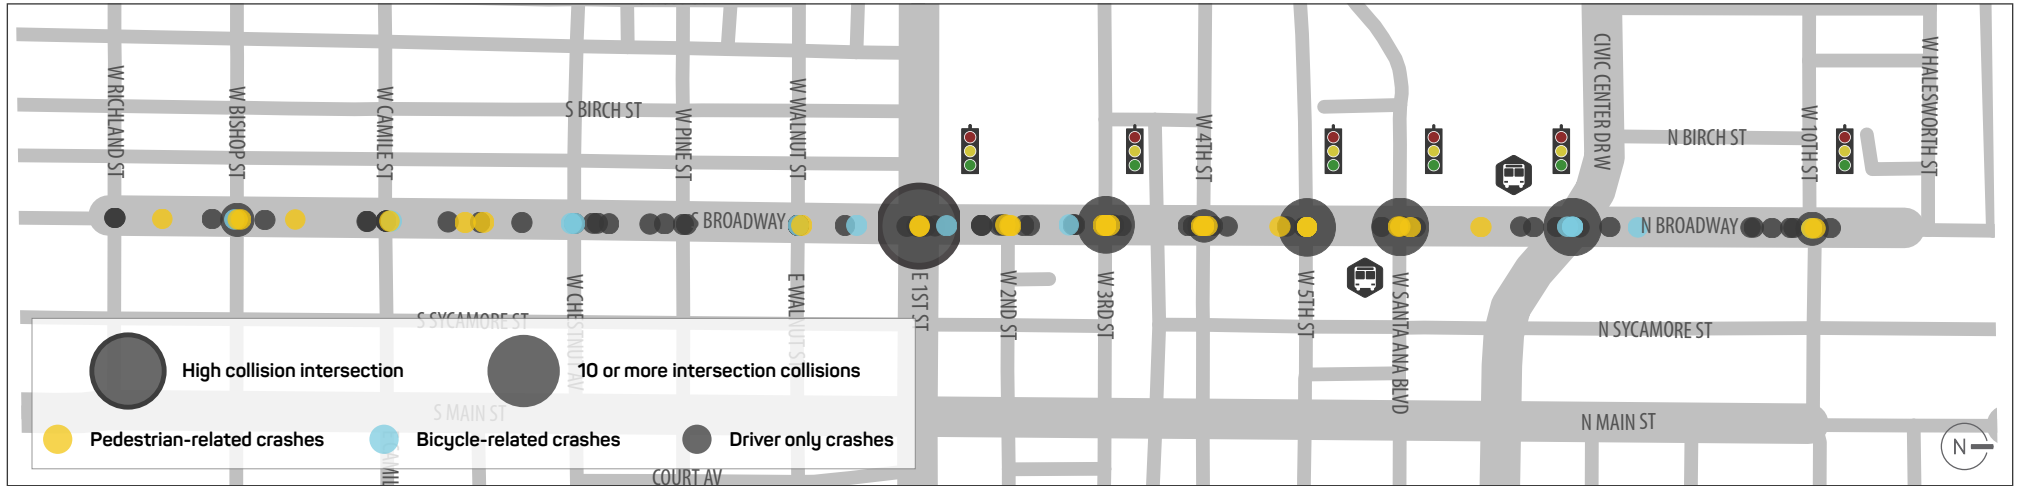 W RICHLAND ST
W BISHOP ST
W CAMILE ST
S BIRCH ST
W PINE ST
W WALNUT ST
W 4TH ST
CIVIC CENTER DR W
N BIRCH ST
W 10TH ST
W HALESWORTH ST
S BROADWAY
N BROADWAY
W CHESTNUT AV
E WALNUT ST
E 1ST ST
W 2ND ST
W 3RD ST
W 5TH ST
W SANTA ANA BLVD
S SYCAMORE ST
N SYCAMORE ST
High collision intersection
10 or more intersection collisions
S MAIN ST
N MAIN ST
Pedestrian-related crashes
Bicycle-related crashes
Driver only crashes
N
COURT AV